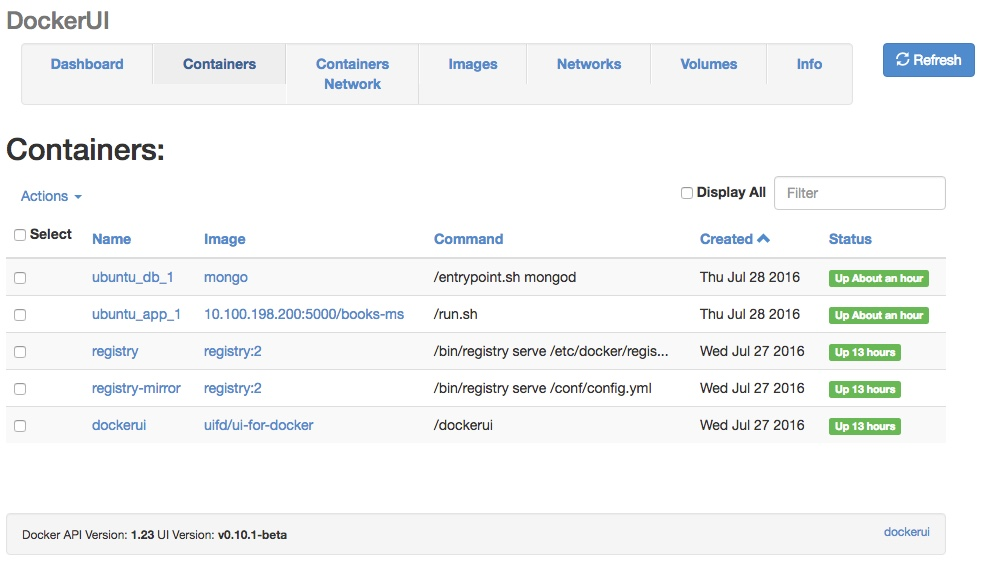 DockerUI
Dashboard Containers Containers Network Images Networks Volumes Info Refresh
Containers:
Actions Display All Filter
Select Name Image Command Created Status
ubuntu_db_1 mongo /entrypoint.sh mongod Thu Jul 28 2016 Up About an hour
ubuntu_app_1 10.100.198.200:5000/books-ms /run.sh Thu Jul 28 2016 Up About an hour
registry registry:2 /bin/registry serve /etc/docker/regis... Wed Jul 27 2016 Up 13 hours
registry-mirror registry:2 /bin/registry serve /conf/config.yml Wed Jul 27 2016 Up 13 hours
dockerui uifd/ui-for-docker /dockerui Wed Jul 27 2016 Up 13 hours
Docker API Version: 1.23 UI Version: v0.10.1-beta dockerui